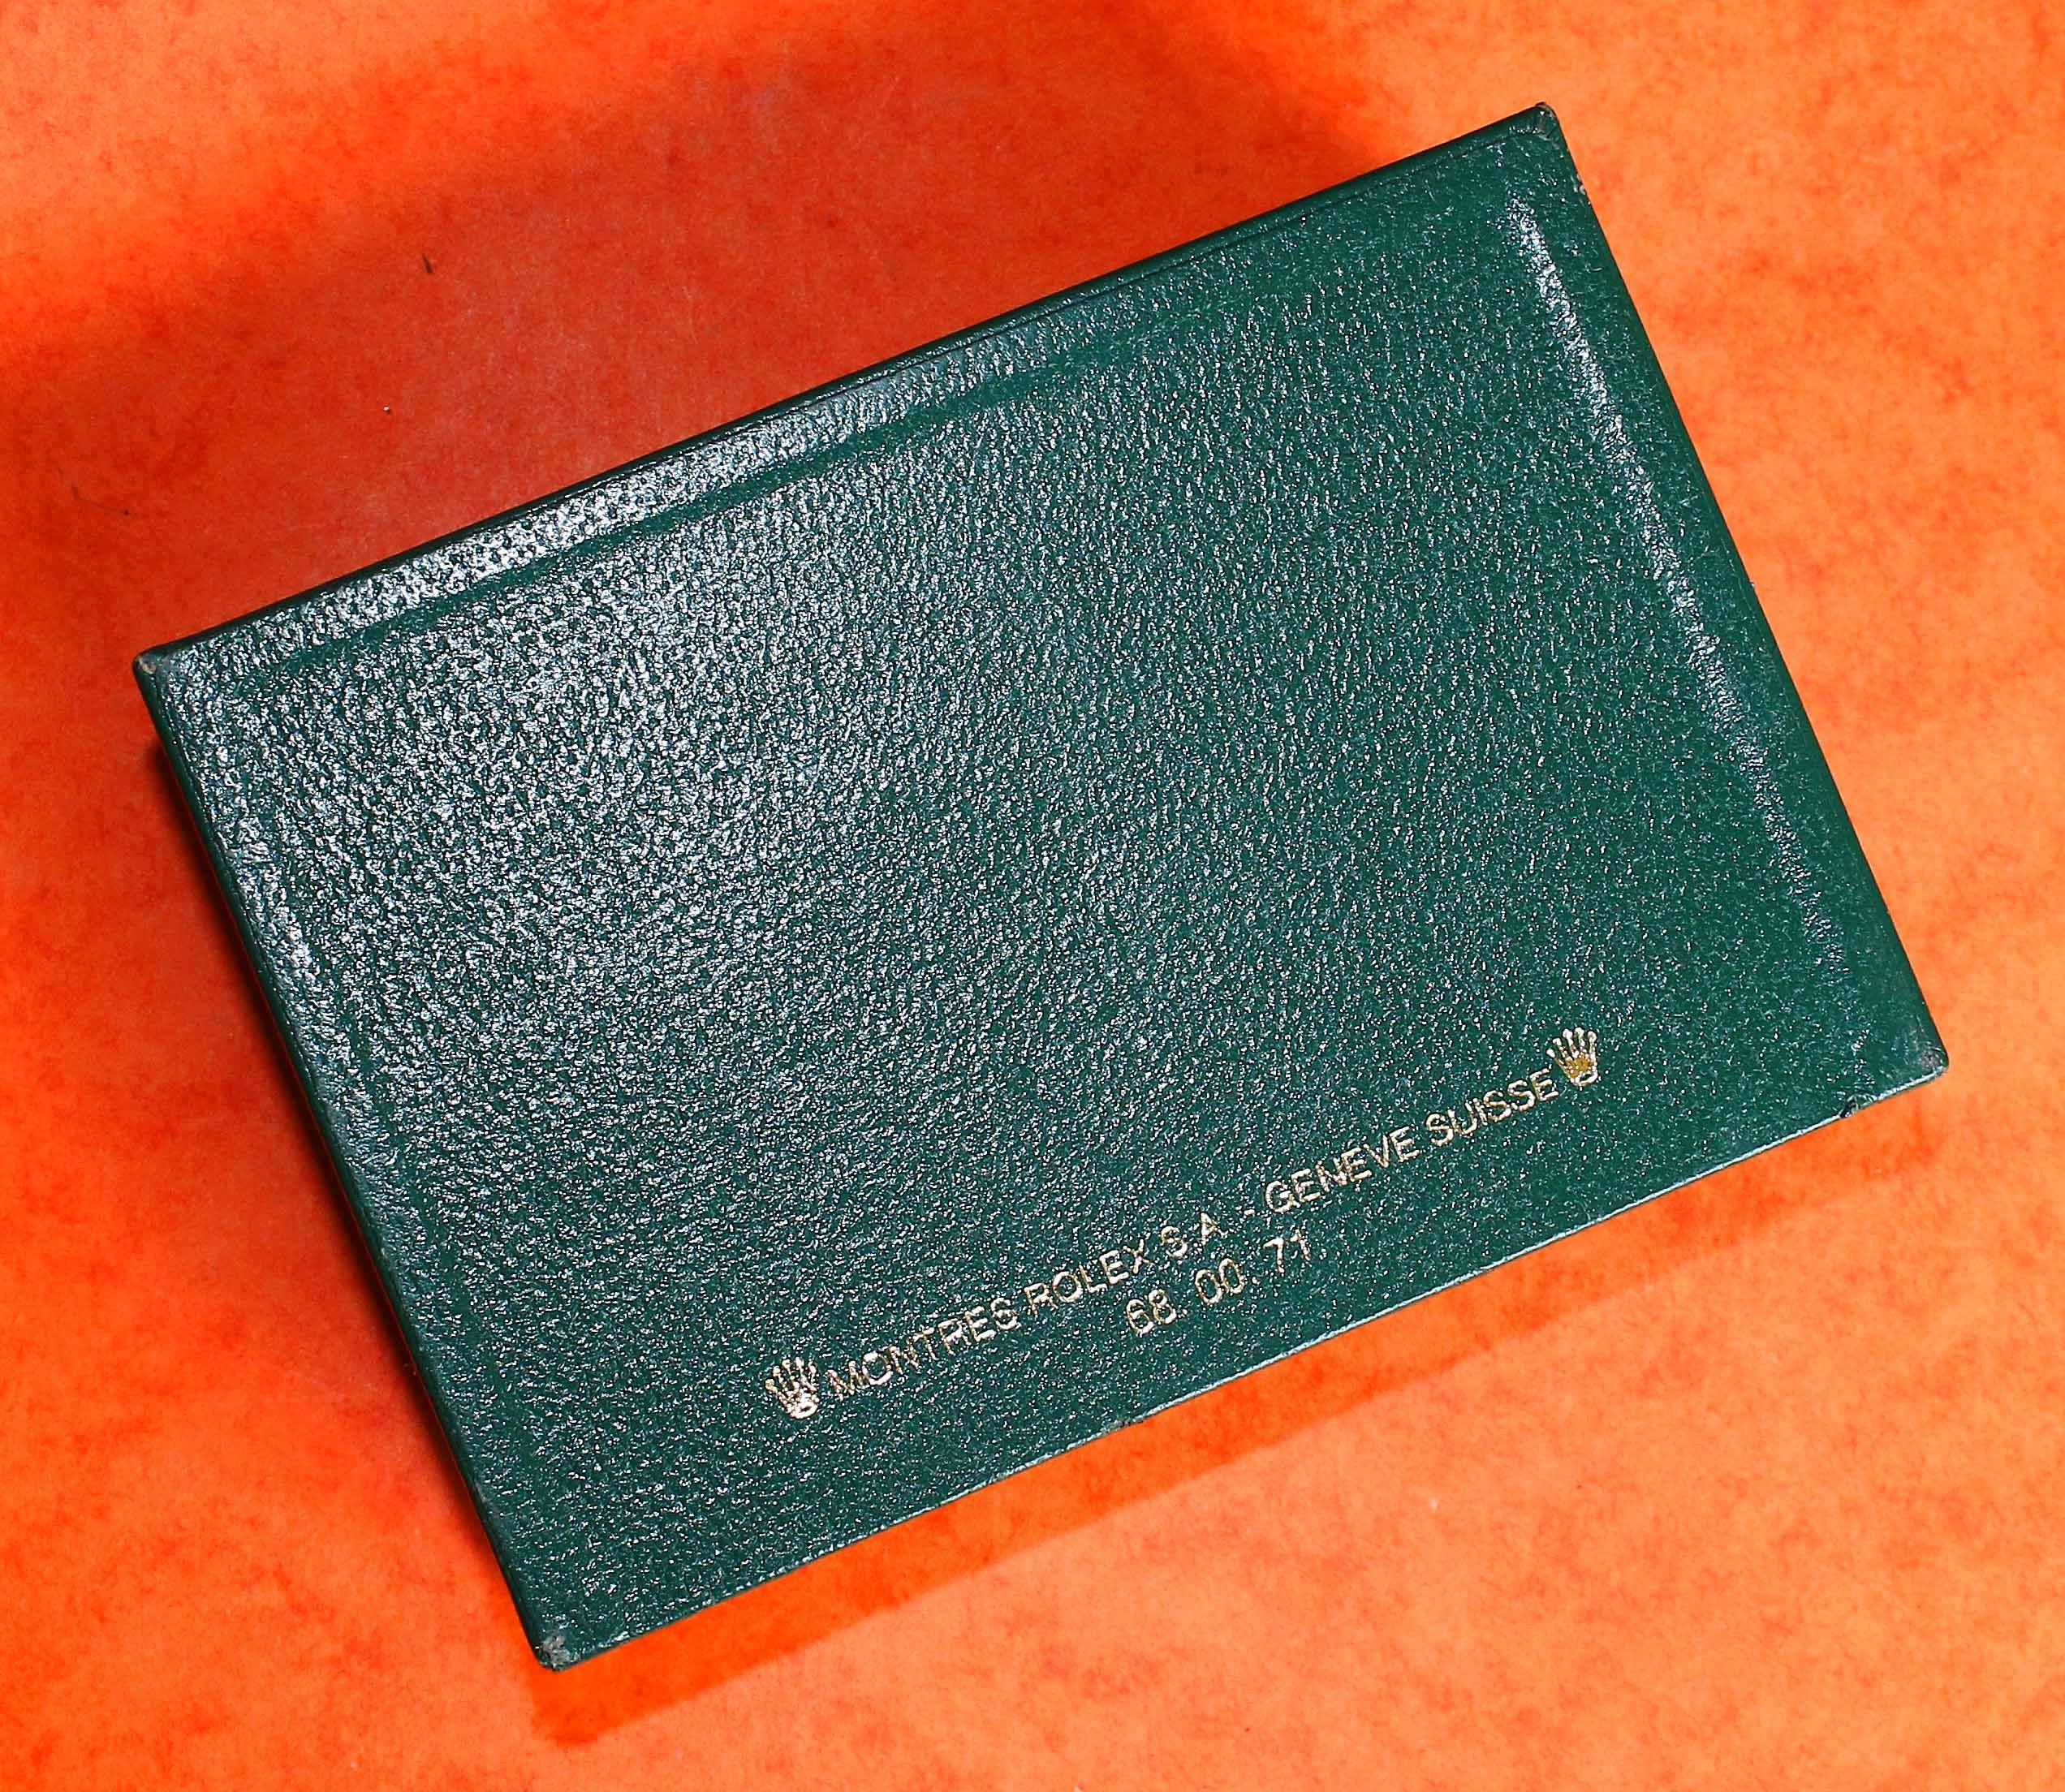 MONTRES ROLEX S.A. - GENEVE SUISSE
68.00.71